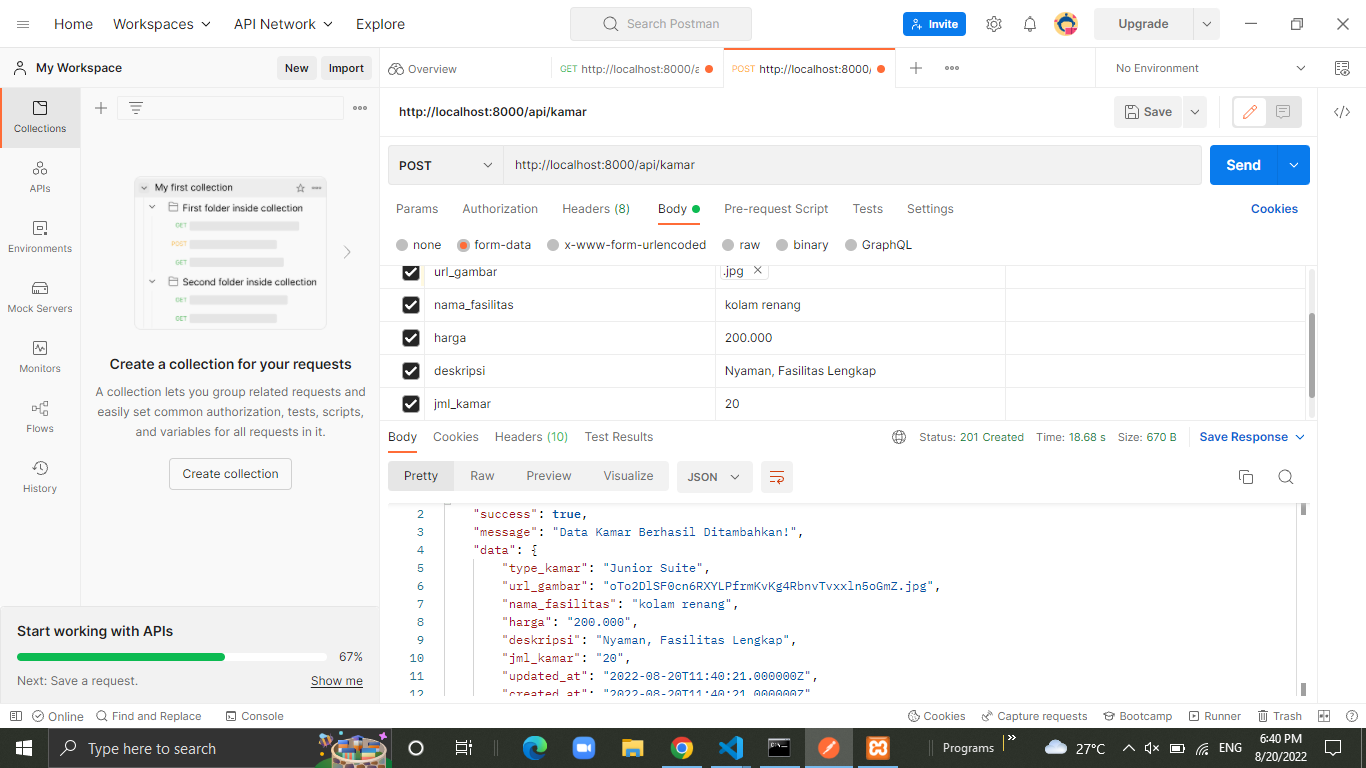 Home Workspaces API Network Explore Search Postman Invite Upgrade
My Workspace New Import Overview GET http://localhost:8000/a POST http://localhost:8000/ No Environment
Collections
APIs
Environments
Mock Servers
Monitors
Flows
History
My first collection
First folder inside collection
GET
POST
GET
Second folder inside collection
GET
GET
Create a collection for your requests
A collection lets you group related requests and
easily set common authorization, tests, scripts,
and variables for all requests in it.
Create collection
Start working with APIs
67%
Next: Save a request. Show me
http://localhost:8000/api/kamar Save
POST http://localhost:8000/api/kamar Send
Params Authorization Headers (8) Body Pre-request Script Tests Settings Cookies
none form-data x-www-form-urlencoded raw binary GraphQL
url_gambar .jpg
nama_fasilitas kolam renang
harga 200.000
deskripsi Nyaman, Fasilitas Lengkap
jml_kamar 20
Body Cookies Headers (10) Test Results Status: 201 Created Time: 18.68 s Size: 670 B Save Response
Pretty Raw Preview Visualize JSON
2 "success": true,
3 "message": "Data Kamar Berhasil Ditambahkan!",
4 "data": {
5 "type_kamar": "Junior Suite",
6 "url_gambar": "oTo2DlSF0cn6RXYLPfrmKvKg4RbnvTvxxln5oGmZ.jpg",
7 "nama_fasilitas": "kolam renang",
8 "harga": "200.000",
9 "deskripsi": "Nyaman, Fasilitas Lengkap",
10 "jml_kamar": "20",
11 "updated_at": "2022-08-20T11:40:21.000000Z",
12 "created_at": "2022-08-20T11:40:21.000000Z"
Online Find and Replace Console Cookies Capture requests Bootcamp Runner Trash
Type here to search Programs 27°C ENG 6:40 PM
8/20/2022